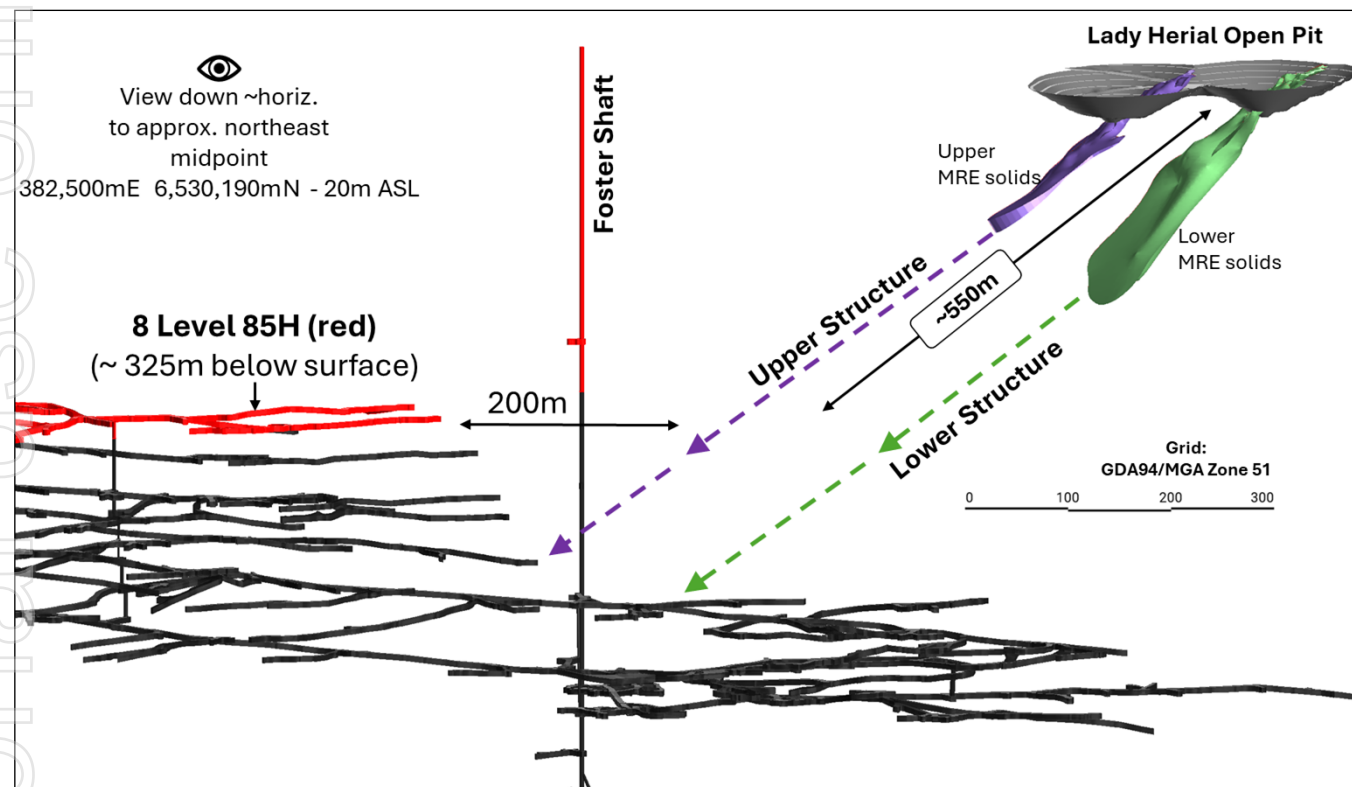 Lady Herial Open Pit
View down ~horiz.
to approx. northeast
midpoint
382,500mE 6,530,190mN - 20m ASL
Foster Shaft
Upper
MRE solids
Lower
MRE solids
Upper Structure
~550m
Lower Structure
8 Level 85H (red)
(~ 325m below surface)
200m
Grid:
GDA94/MGA Zone 51
0 100 200 300